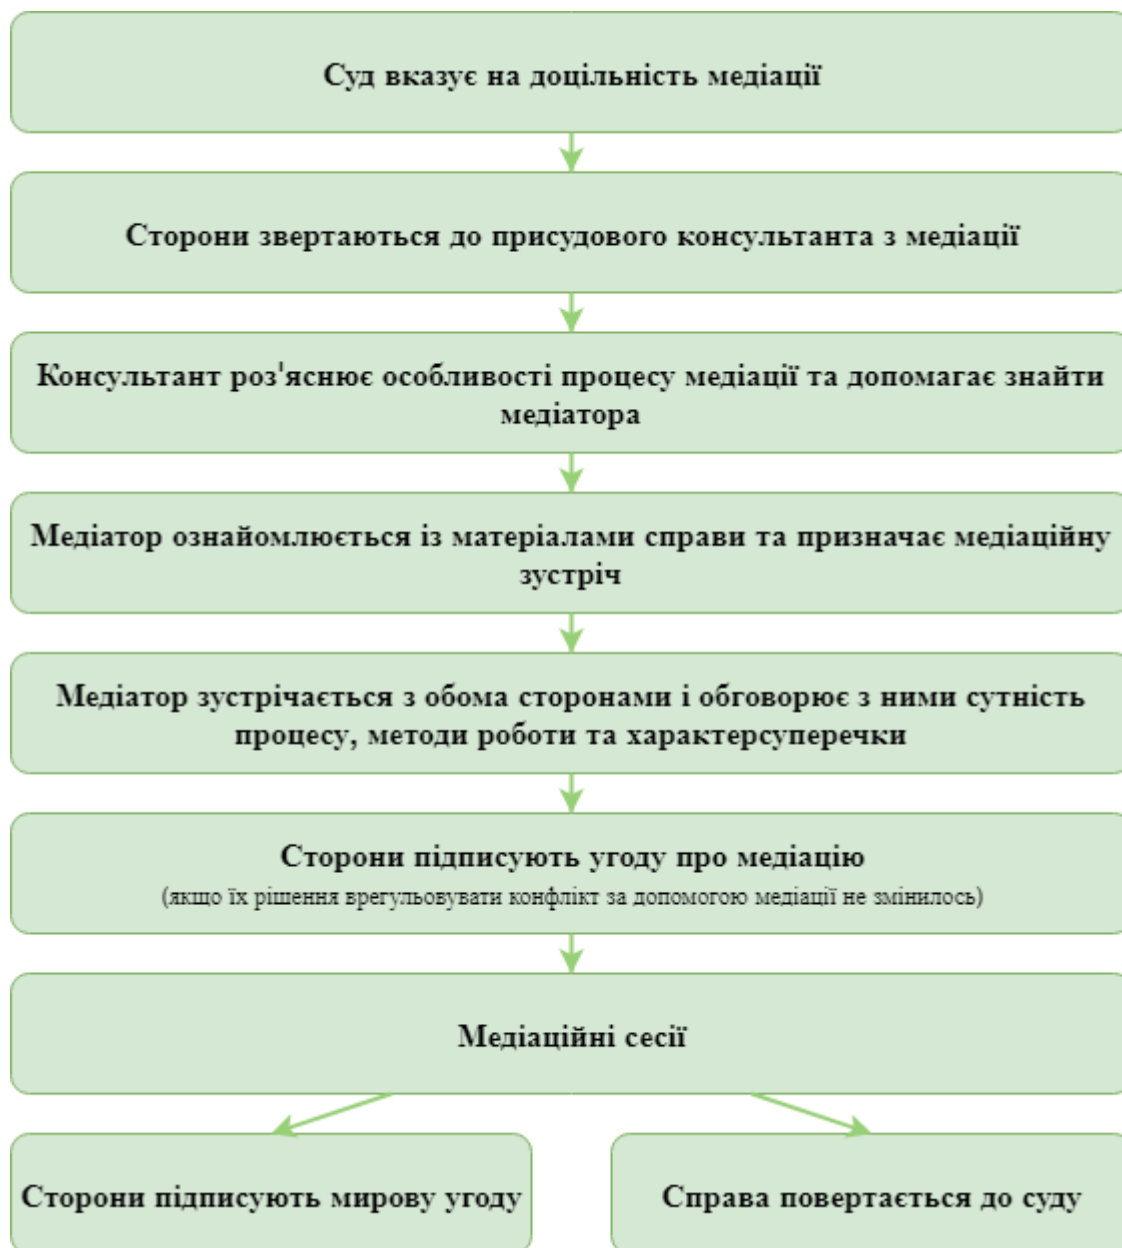 Суд вказує на доцільність медіації
Сторони звертаються до присудового консультанта з медіації
Консультант роз'яснює особливості процесу медіації та допомагає знайти
медіатора
Медіатор ознайомлюється із матеріалами справи та призначає медіаційну
зустріч
Медіатор зустрічається з обома сторонами і обговорює з ними сутність
процесу, методи роботи та характерсуперечки
Сторони підписують угоду про медіацію
(якщо їх рішення врегульовувати конфлікт за допомогою медіації не змінилось)
Медіаційні сесії
Сторони підписують мирову угоду
Справа повертається до суду